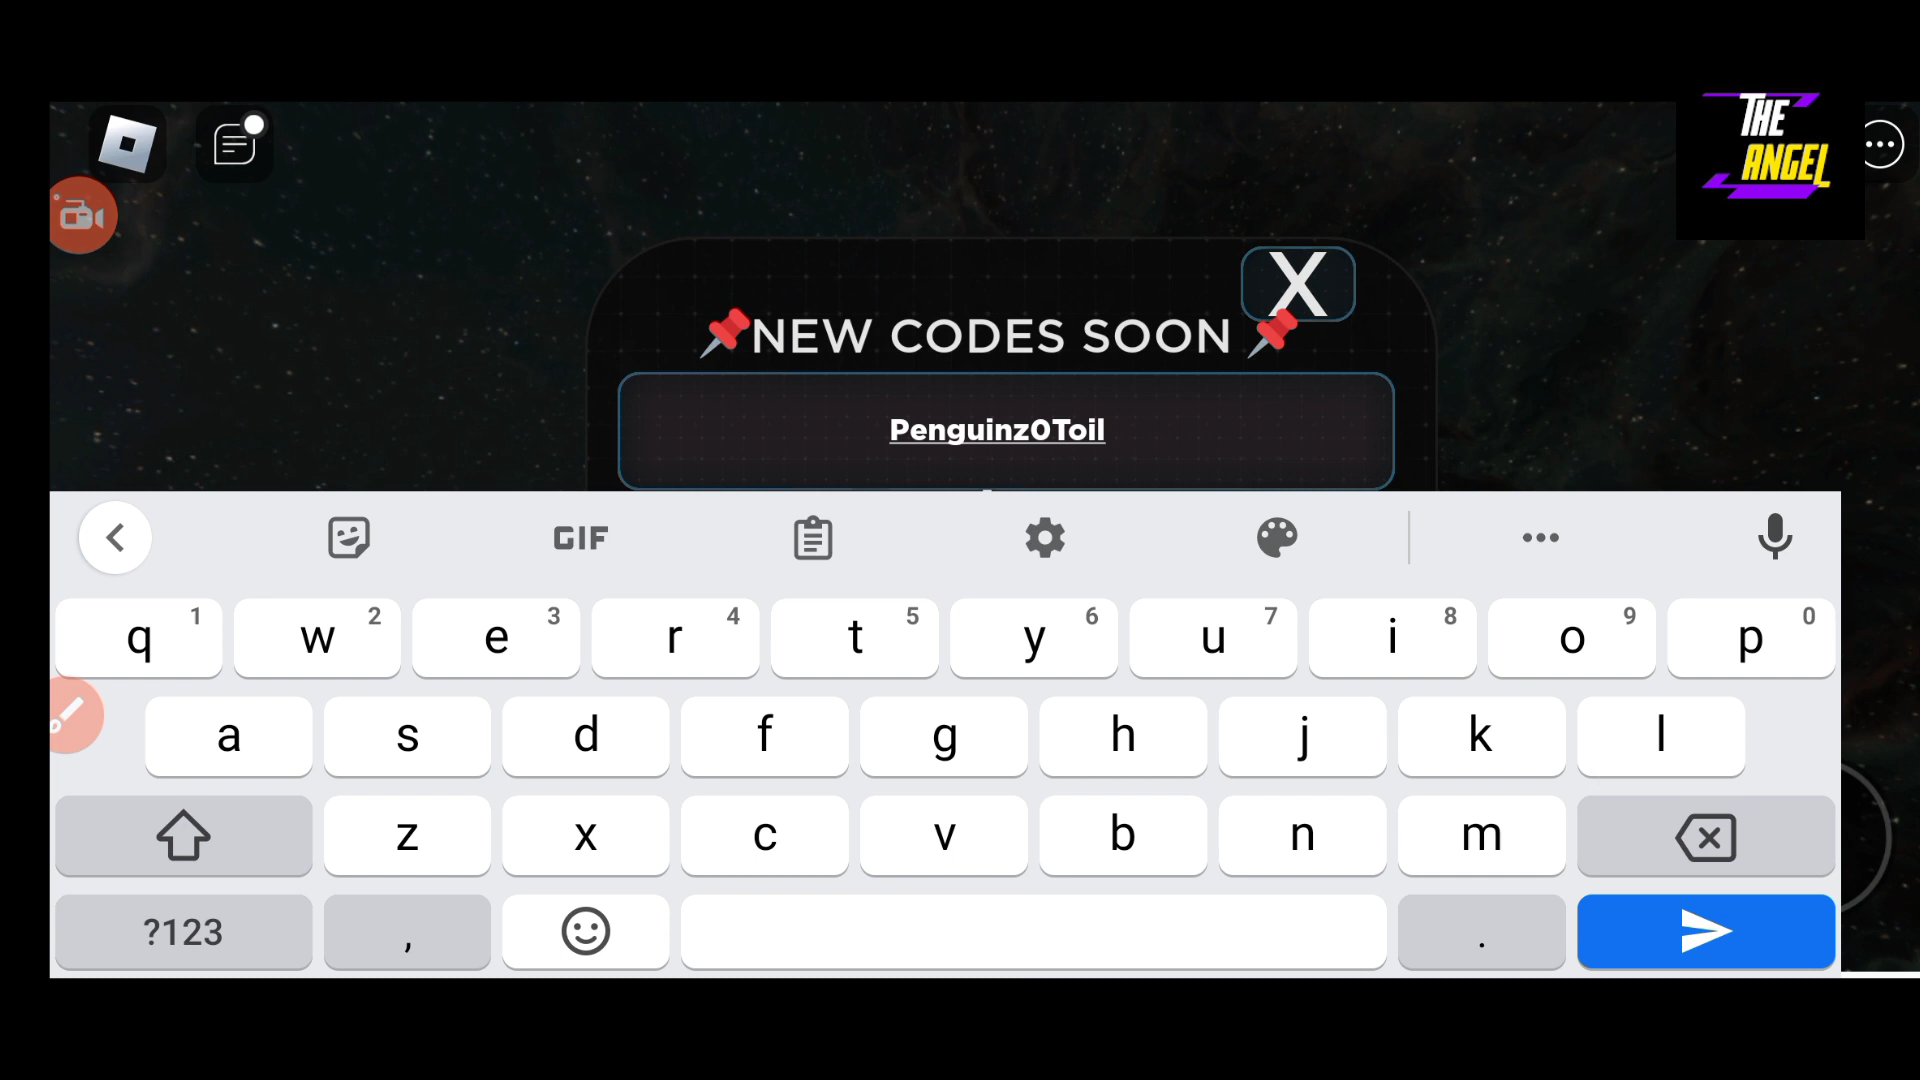 THE
ANGEL
X
📌NEW CODES SOON 📌
Penguinz0Toil
GIF
q 1 w 2 e 3 r 4 t 5 y 6 u 7 i 8 o 9 p 0
a s d f g h j k l
z x c v b n m
?123 , .